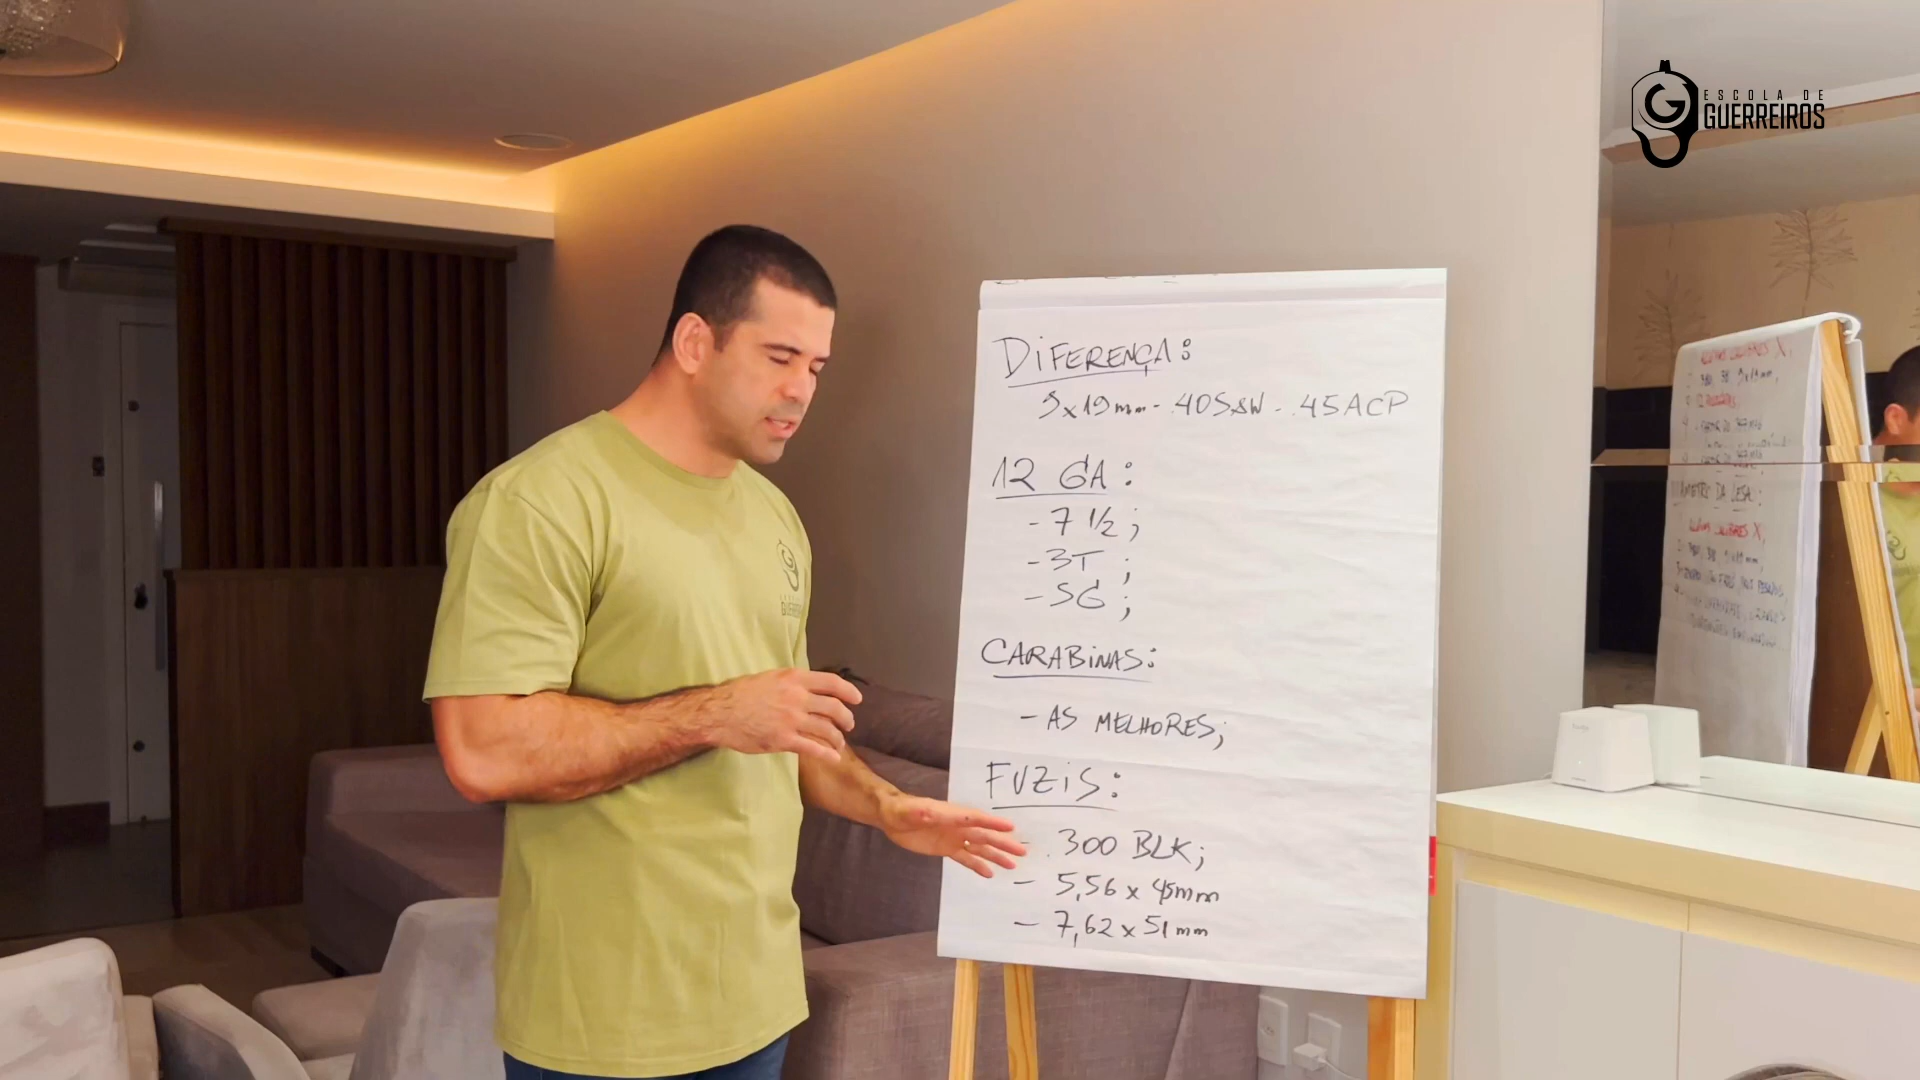 ESCOLA DE
GUERREIROS
DIFERENÇA:
9x19mm - .40S&W - .45ACP
12 GA:
- 7 1/2;
- 3T ;
- SG ;
CARABINAS:
- AS MELHORES;
FUZIS:
- .300 BLK;
- 5,56 x 45mm
- 7,62 x 51mm
GUERREIROS